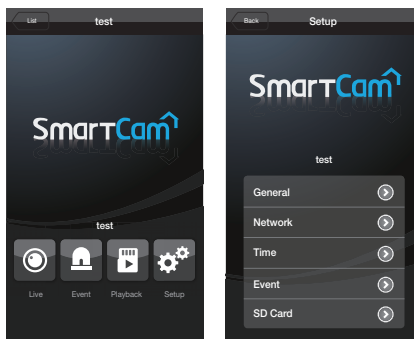 List
test
SmartCam
test
Live Event Playback Setup
Back
Setup
SmartCam
test
General
Network
Time
Event
SD Card